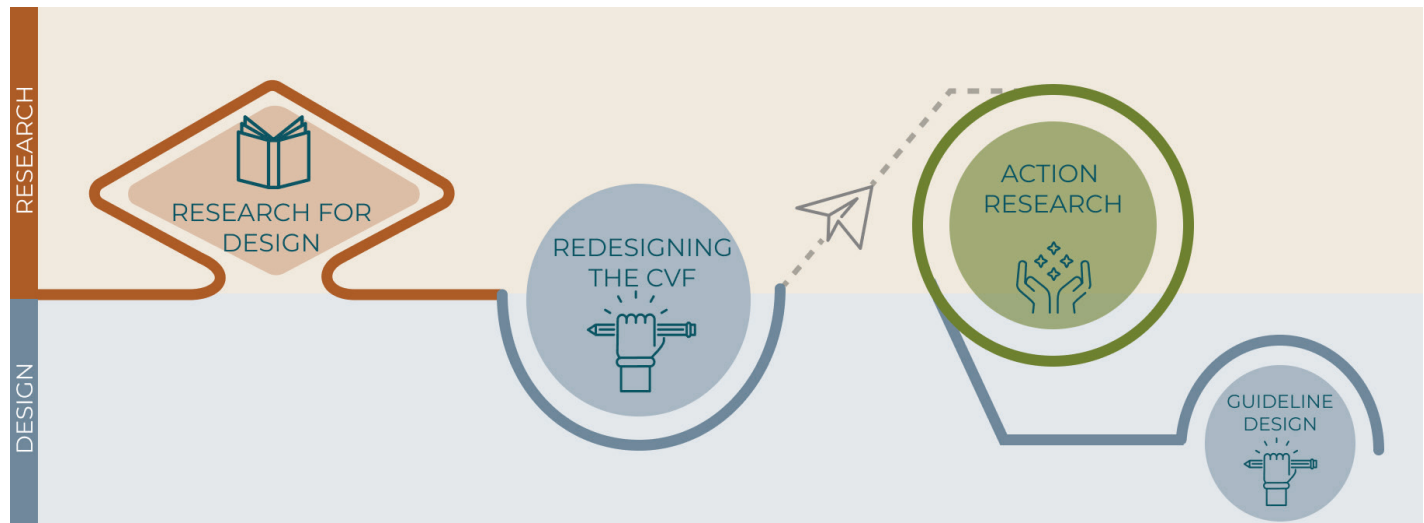 RESEARCH
RESEARCH FOR
DESIGN
REDESIGNING
THE CVF
ACTION
RESEARCH
DESIGN
GUIDELINE
DESIGN